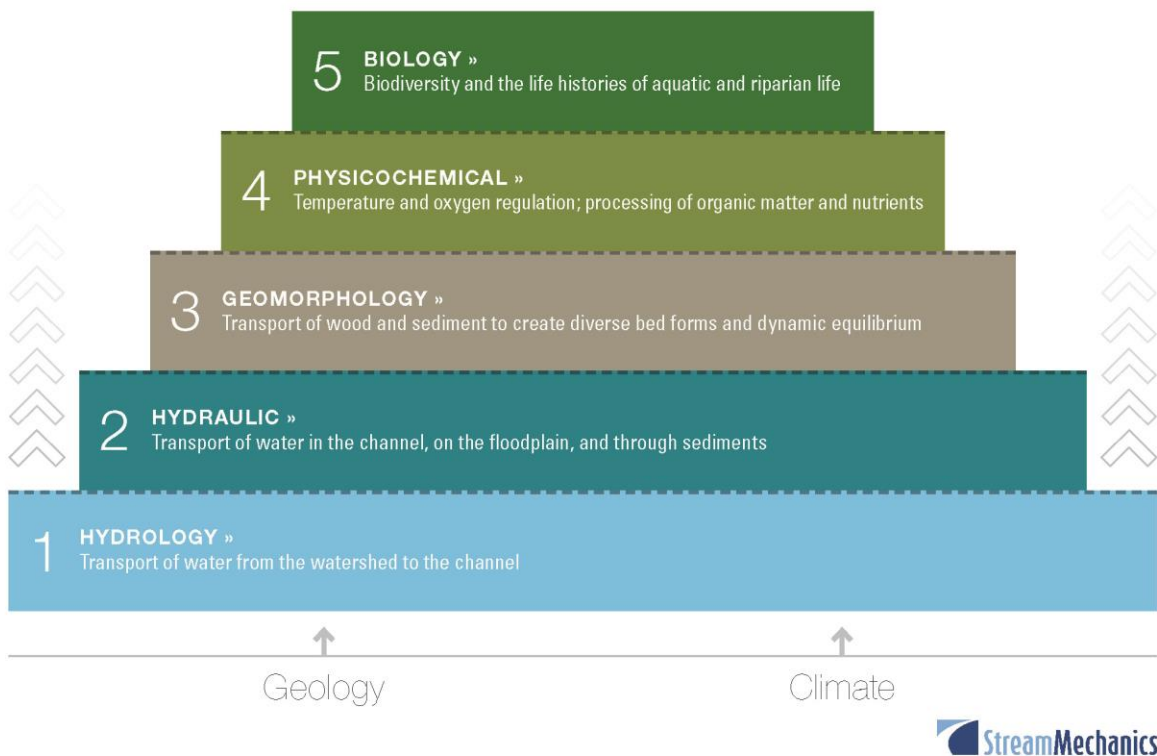 5 BIOLOGY »
Biodiversity and the life histories of aquatic and riparian life
4 PHYSICOCHEMICAL »
Temperature and oxygen regulation; processing of organic matter and nutrients
3 GEOMORPHOLOGY »
Transport of wood and sediment to create diverse bed forms and dynamic equilibrium
2 HYDRAULIC »
Transport of water in the channel, on the floodplain, and through sediments
1 HYDROLOGY »
Transport of water from the watershed to the channel
Geology Climate
StreamMechanics